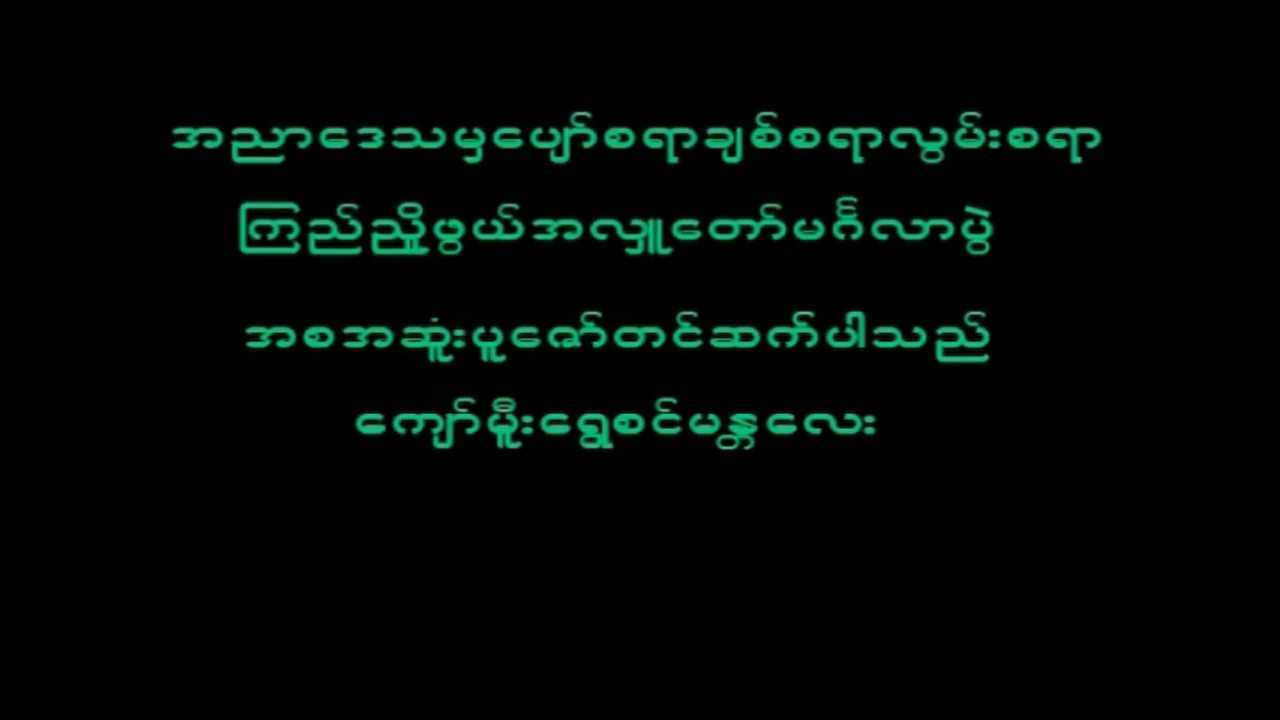 အညာဒေသမှပျော်စရာချစ်စရာလွမ်းစရာ
ကြည်ညှို့ဖွယ်အလှူတော်မင်္ဂလာပွဲ
အစအဆူံးပူဇော်တင်ဆက်ပါသည်
ကျော်မှီူးရွှေစင်မန္တလေး